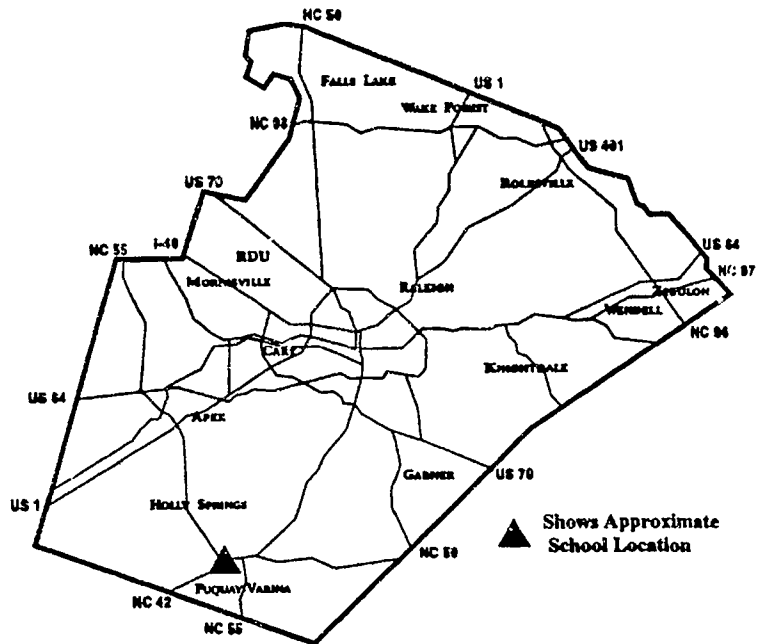 NC 50
FALLS LAKE
US 1
WAKE FOREST
NC 98
US 401
ROLESVILLE
US 70
I-40
NC 55
RDU
MORRISVILLE
US 64
NC 97
RALEIGH
ZEBULON
WENDELL
NC 96
CARY
KNIGHTDALE
US 64
APEX
GARNER
US 70
US 1
HOLLY SPRINGS
Shows Approximate
School Location
NC 50
FUQUAY-VARINA
NC 42
NC 55